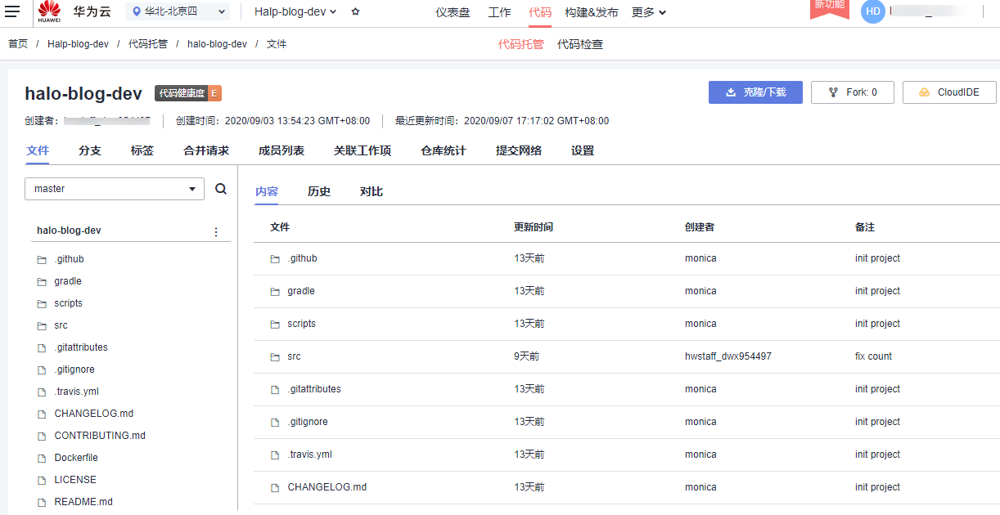 HUAWEI 华为云 华北-北京四 Halp-blog-dev 仪表盘 工作 代码 构建&发布 更多 新功能 HD
首页 / Halp-blog-dev / 代码托管 / halo-blog-dev / 文件 代码托管 代码检查
halo-blog-dev 代码健康度 E 克隆/下载 Fork: 0 CloudIDE
创建者: 创建时间: 2020/09/03 13:54:23 GMT+08:00 最近更新时间: 2020/09/07 17:17:02 GMT+08:00
文件 分支 标签 合并请求 成员列表 关联工作项 仓库统计 提交网络 设置
master
halo-blog-dev
.github
gradle
scripts
src
.gitattributes
.gitignore
.travis.yml
CHANGELOG.md
CONTRIBUTING.md
Dockerfile
LICENSE
README.md
内容 历史 对比
文件 更新时间 创建者 备注
.github 13天前 monica init project
gradle 13天前 monica init project
scripts 13天前 monica init project
src 9天前 hwstaff_dwx954497 fix count
.gitattributes 13天前 monica init project
.gitignore 13天前 monica init project
.travis.yml 13天前 monica init project
CHANGELOG.md 13天前 monica init project